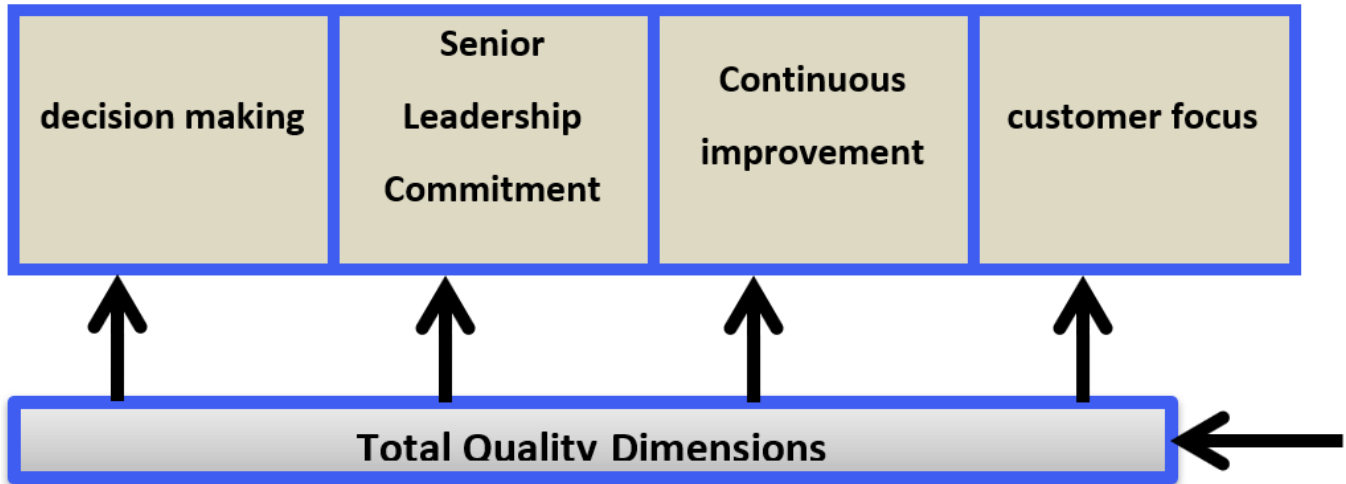 decision making
Senior
Leadership
Commitment
Continuous
improvement
customer focus
Total Quality Dimensions